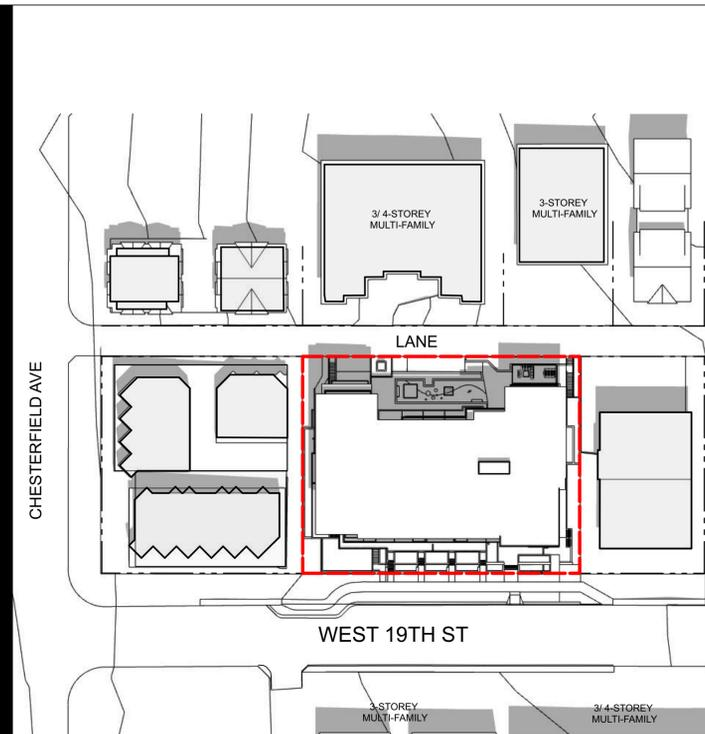 3/ 4-STOREY
MULTI-FAMILY
3-STOREY
MULTI-FAMILY
LANE
CHESTERFIELD AVE
WEST 19TH ST
3-STOREY
MULTI-FAMILY
3/ 4-STOREY
MULTI-FAMILY